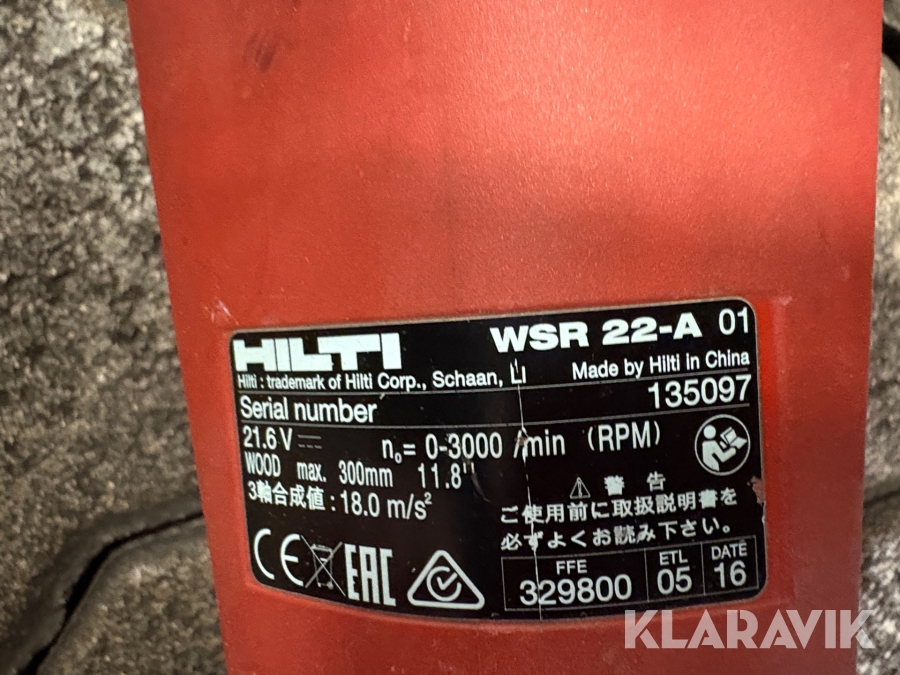 HILTI WSR 22-A 01
Hilti : trademark of Hilti Corp., Schaan, LI Made by Hilti in China
Serial number 135097
21.6 V n₀= 0-3000 /min (RPM)
WOOD max. 300mm 11.8"
3軸合成値 : 18.0 m/s²
警告
ご使用前に取扱説明書を
必ずよくお読み下さい。
CE EAC
FFE ETL DATE
329800 05 16
KLARAVIK